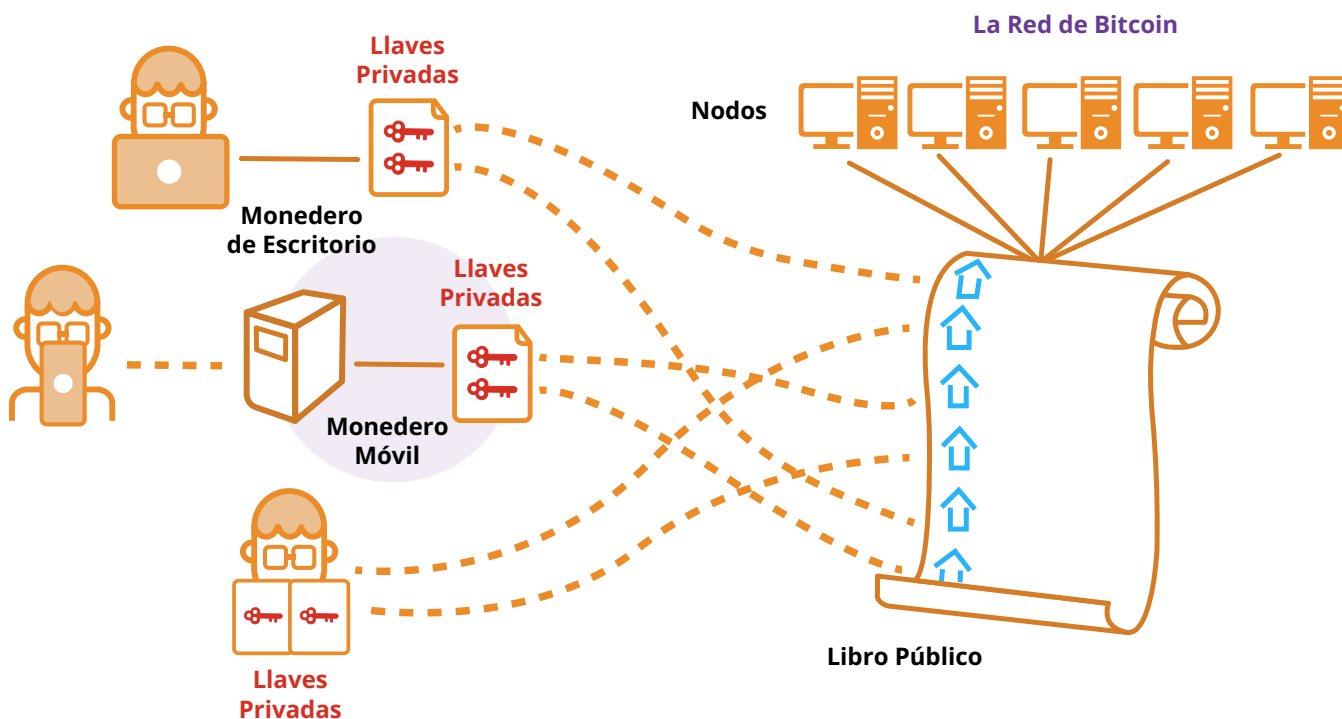 La Red de Bitcoin
Llaves
Privadas
Nodos
Monedero
de Escritorio
Llaves
Privadas
Monedero
Móvil
Libro Público
Llaves
Privadas